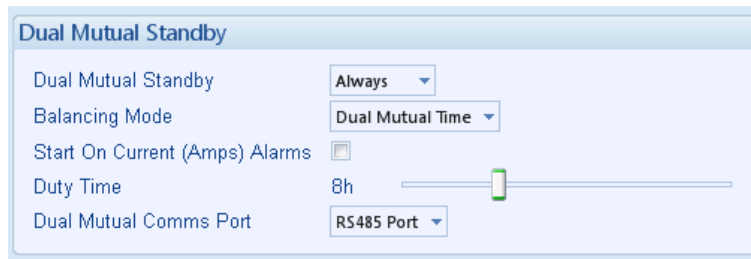 Dual Mutual Standby
Dual Mutual Standby Always
Balancing Mode Dual Mutual Time
Start On Current (Amps) Alarms
Duty Time 8h
Dual Mutual Comms Port RS485 Port